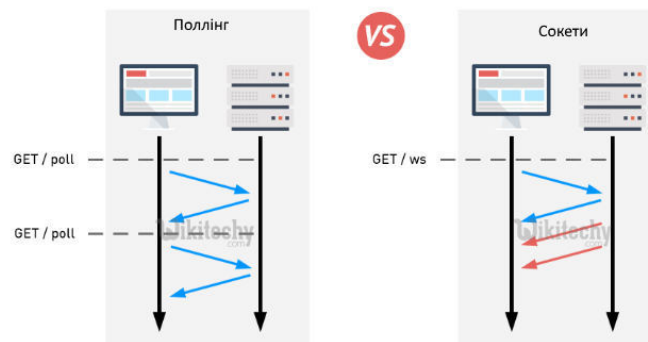 Поллінг
VS
Сокети
GET / poll
GET / ws
GET / poll
Wikitechy
.com
Wikitechy
.com